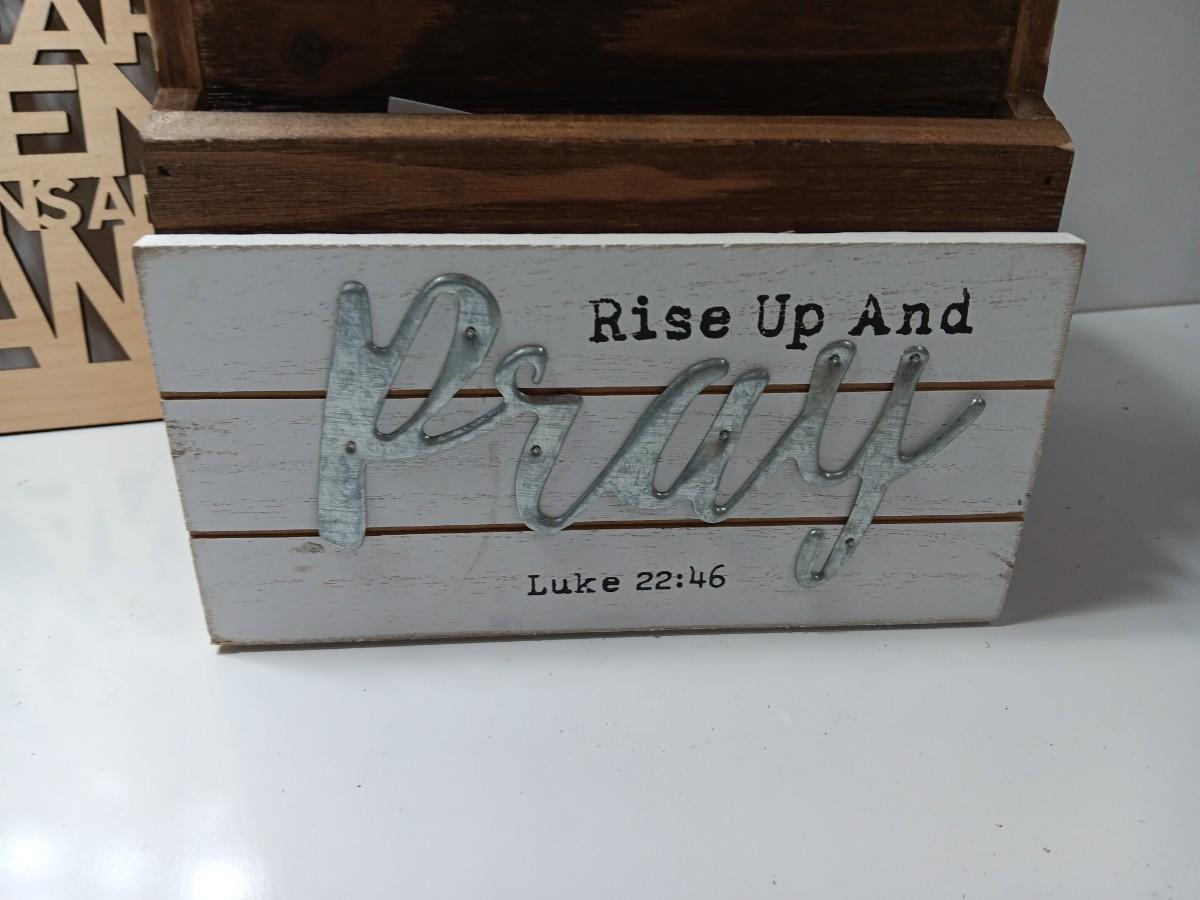 Rise Up And
Pray
Luke 22:46